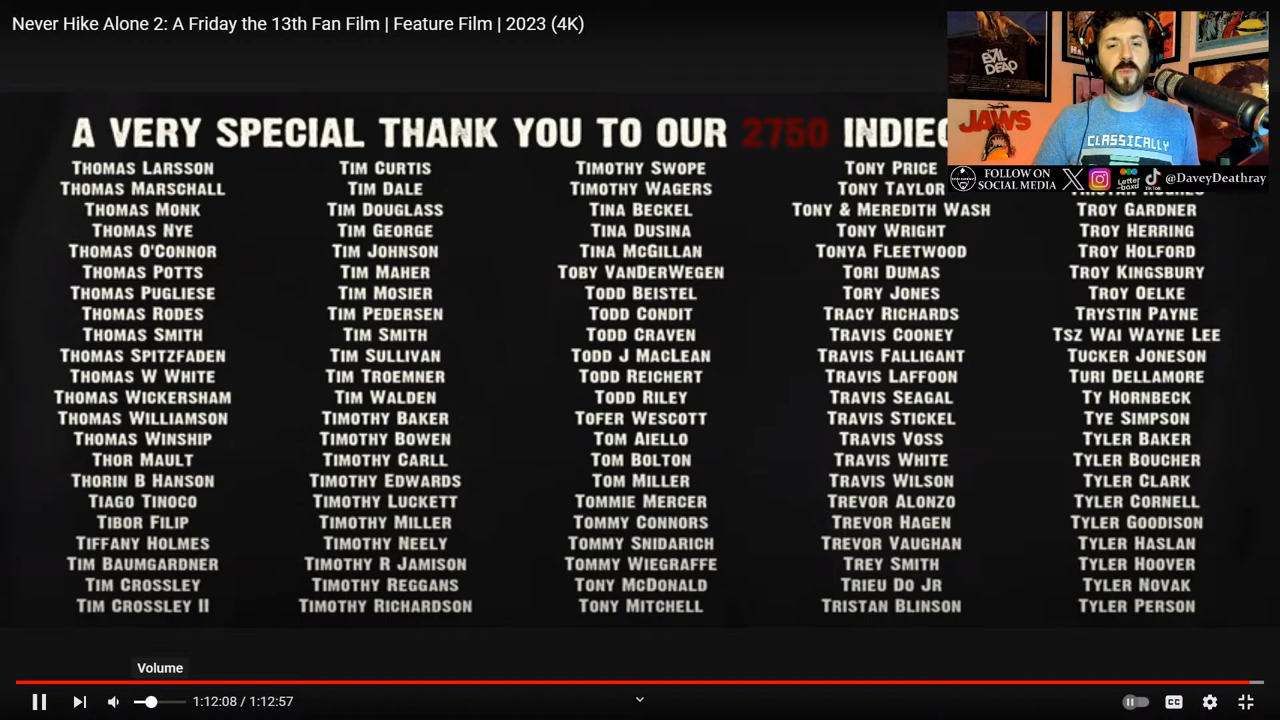 Never Hike Alone 2: A Friday the 13th Fan Film | Feature Film | 2023 (4K)
THE EVIL DEAD
JAWS
CLASSICALLY
FOLLOW ON
SOCIAL MEDIA
Letterboxd
TikTok
@DaveyDeathray
A VERY SPECIAL THANK YOU TO OUR 2750
THOMAS LARSSON
THOMAS MARSCHALL
THOMAS MONK
THOMAS NYE
THOMAS O'CONNOR
THOMAS POTTS
THOMAS PUGLIESE
THOMAS RODES
THOMAS SMITH
THOMAS SPITZFADEN
THOMAS W WHITE
THOMAS WICKERSHAM
THOMAS WILLIAMSON
THOMAS WINSHIP
THOR MAULT
THORIN B HANSON
TIAGO TINOCO
TIBOR FILIP
TIFFANY HOLMES
TIM BAUMGARDNER
TIM CROSSLEY
TIM CROSSLEY II
TIM CURTIS
TIM DALE
TIM DOUGLASS
TIM GEORGE
TIM JOHNSON
TIM MAHER
TIM MOSIER
TIM PEDERSEN
TIM SMITH
TIM SULLIVAN
TIM TROEMNER
TIM WALDEN
TIMOTHY BAKER
TIMOTHY BOWEN
TIMOTHY CARLL
TIMOTHY EDWARDS
TIMOTHY LUCKETT
TIMOTHY MILLER
TIMOTHY NEELY
TIMOTHY R JAMISON
TIMOTHY REGGANS
TIMOTHY RICHARDSON
TIMOTHY SWOPE
TIMOTHY WAGERS
TINA BECKEL
TINA DUSINA
TINA MCGILLAN
TOBY VANDERWEGEN
TODD BEISTEL
TODD CONDIT
TODD CRAVEN
TODD J MACLEAN
TODD REICHERT
TODD RILEY
TOFER WESCOTT
TOM AIELLO
TOM BOLTON
TOM MILLER
TOMMIE MERCER
TOMMY CONNORS
TOMMY SNIDARICH
TOMMY WIEGRAFFE
TONY MCDONALD
TONY MITCHELL
TONY PRICE
TONY TAYLOR
TONY & MEREDITH WASH
TONY WRIGHT
TONYA FLEETWOOD
TORI DUMAS
TORY JONES
TRACY RICHARDS
TRAVIS COONEY
TRAVIS FALLIGANT
TRAVIS LAFFOON
TRAVIS SEAGAL
TRAVIS STICKEL
TRAVIS VOSS
TRAVIS WHITE
TRAVIS WILSON
TREVOR ALONZO
TREVOR HAGEN
TREVOR VAUGHAN
TREY SMITH
TRIEU DO JR
TRISTAN BLINSON
TROY GARDNER
TROY HERRING
TROY HOLFORD
TROY KINGSBURY
TROY OELKE
TRYSTIN PAYNE
TSZ WAI WAYNE LEE
TUCKER JONESON
TURI DELLAMORE
TY HORNBECK
TYE SIMPSON
TYLER BAKER
TYLER BOUCHER
TYLER CLARK
TYLER CORNELL
TYLER GOODISON
TYLER HASLAN
TYLER HOOVER
TYLER NOVAK
TYLER PERSON
Volume
1:12:08 / 1:12:57
CC